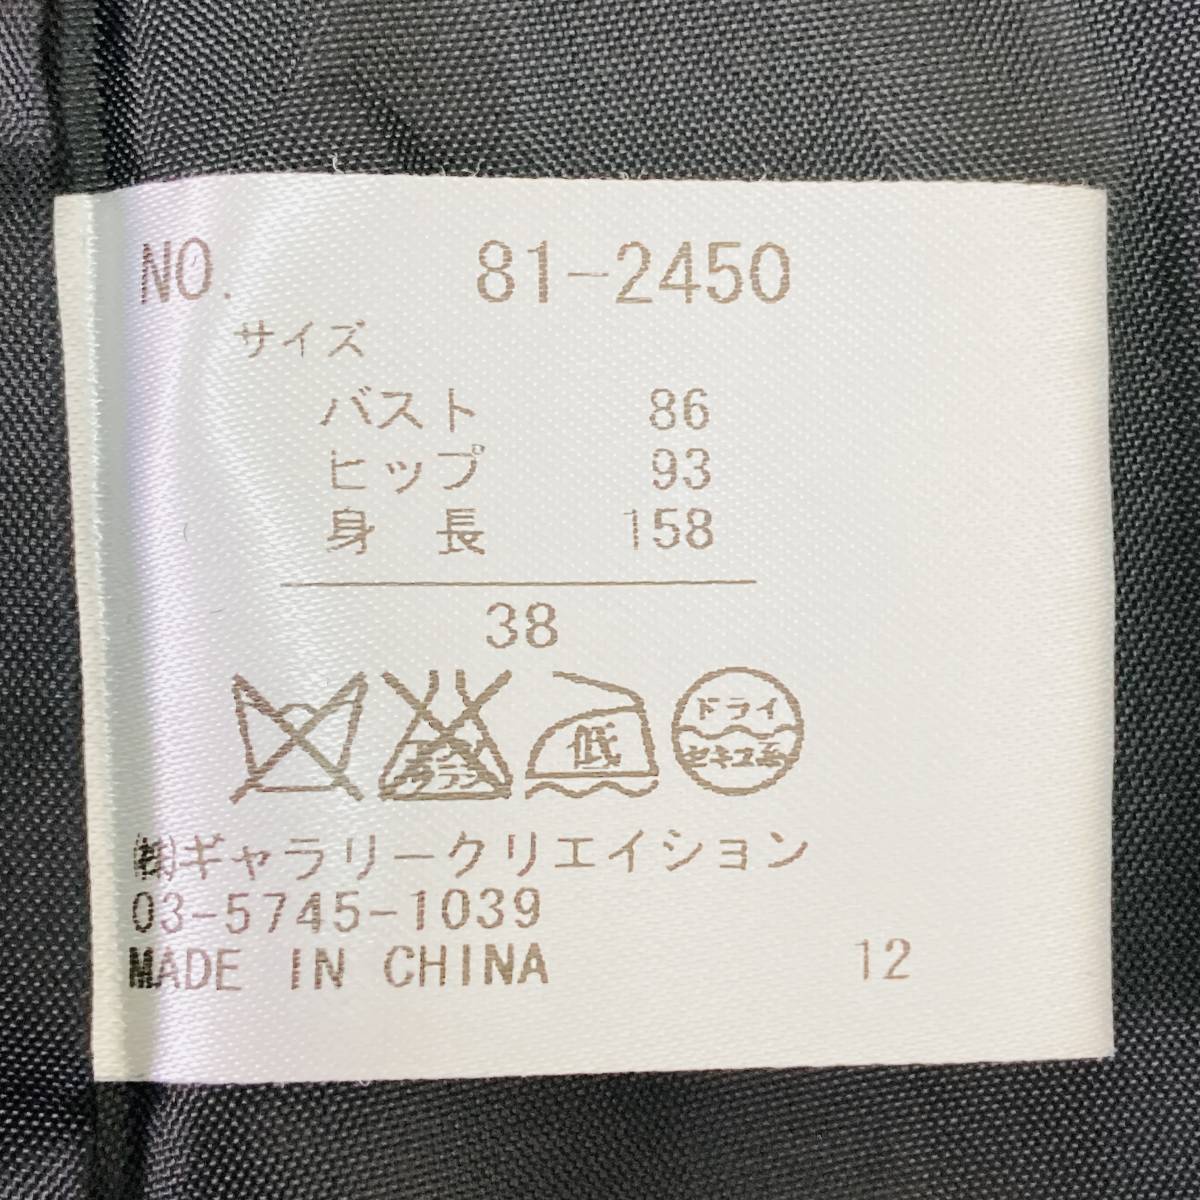 NO. 81-2450
サイズ
バスト 86
ヒップ 93
身長 158
38
低
ドライ
セキユ系
㈱ギャラリークリエイション
03-5745-1039
MADE IN CHINA 12